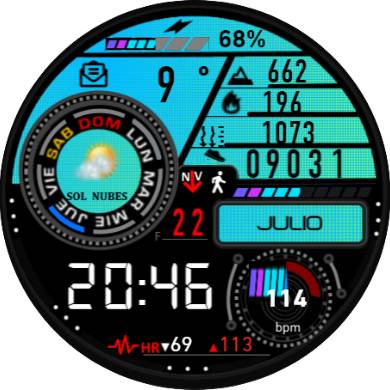 68%
9 °
662
196
1073
09031
SAB DOM LUN MAR MIE JUE VIE
SOL NUBES
N V
F 22
JULIO
20:46
114
bpm
HR ▾69 ▴113